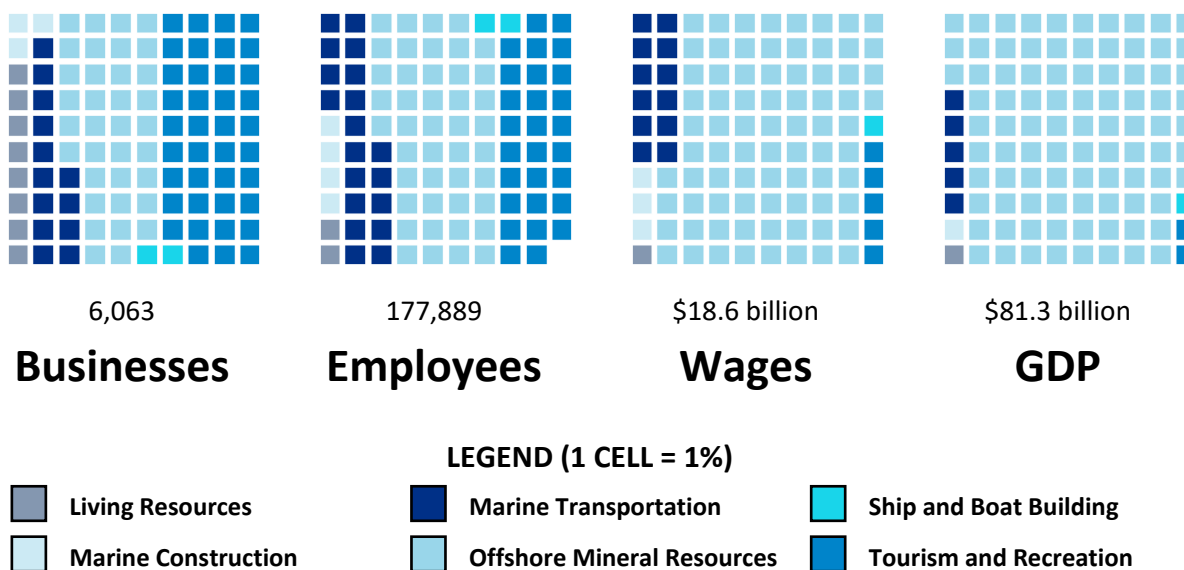 6,063 177,889 $18.6 billion $81.3 billion
Businesses Employees Wages GDP
LEGEND (1 CELL = 1%)
Living Resources Marine Transportation Ship and Boat Building
Marine Construction Offshore Mineral Resources Tourism and Recreation